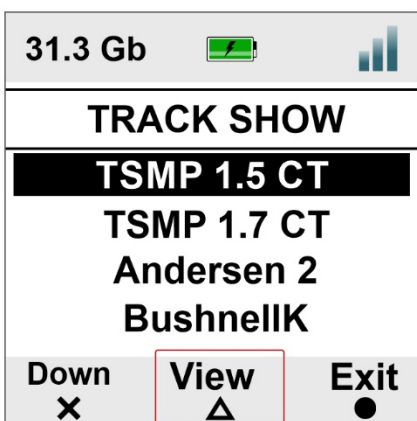 31.3 Gb
TRACK SHOW
TSMP 1.5 CT
TSMP 1.7 CT
Andersen 2
BushnellK
Down View Exit